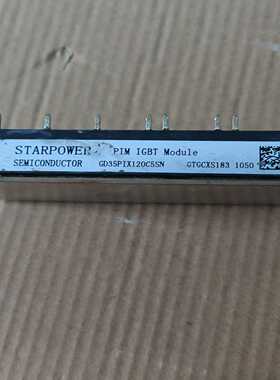 STARPOWER PIM IGBT Module
SEMICONDUCTOR GD35PIX120C5SN GTGCXS183 1050